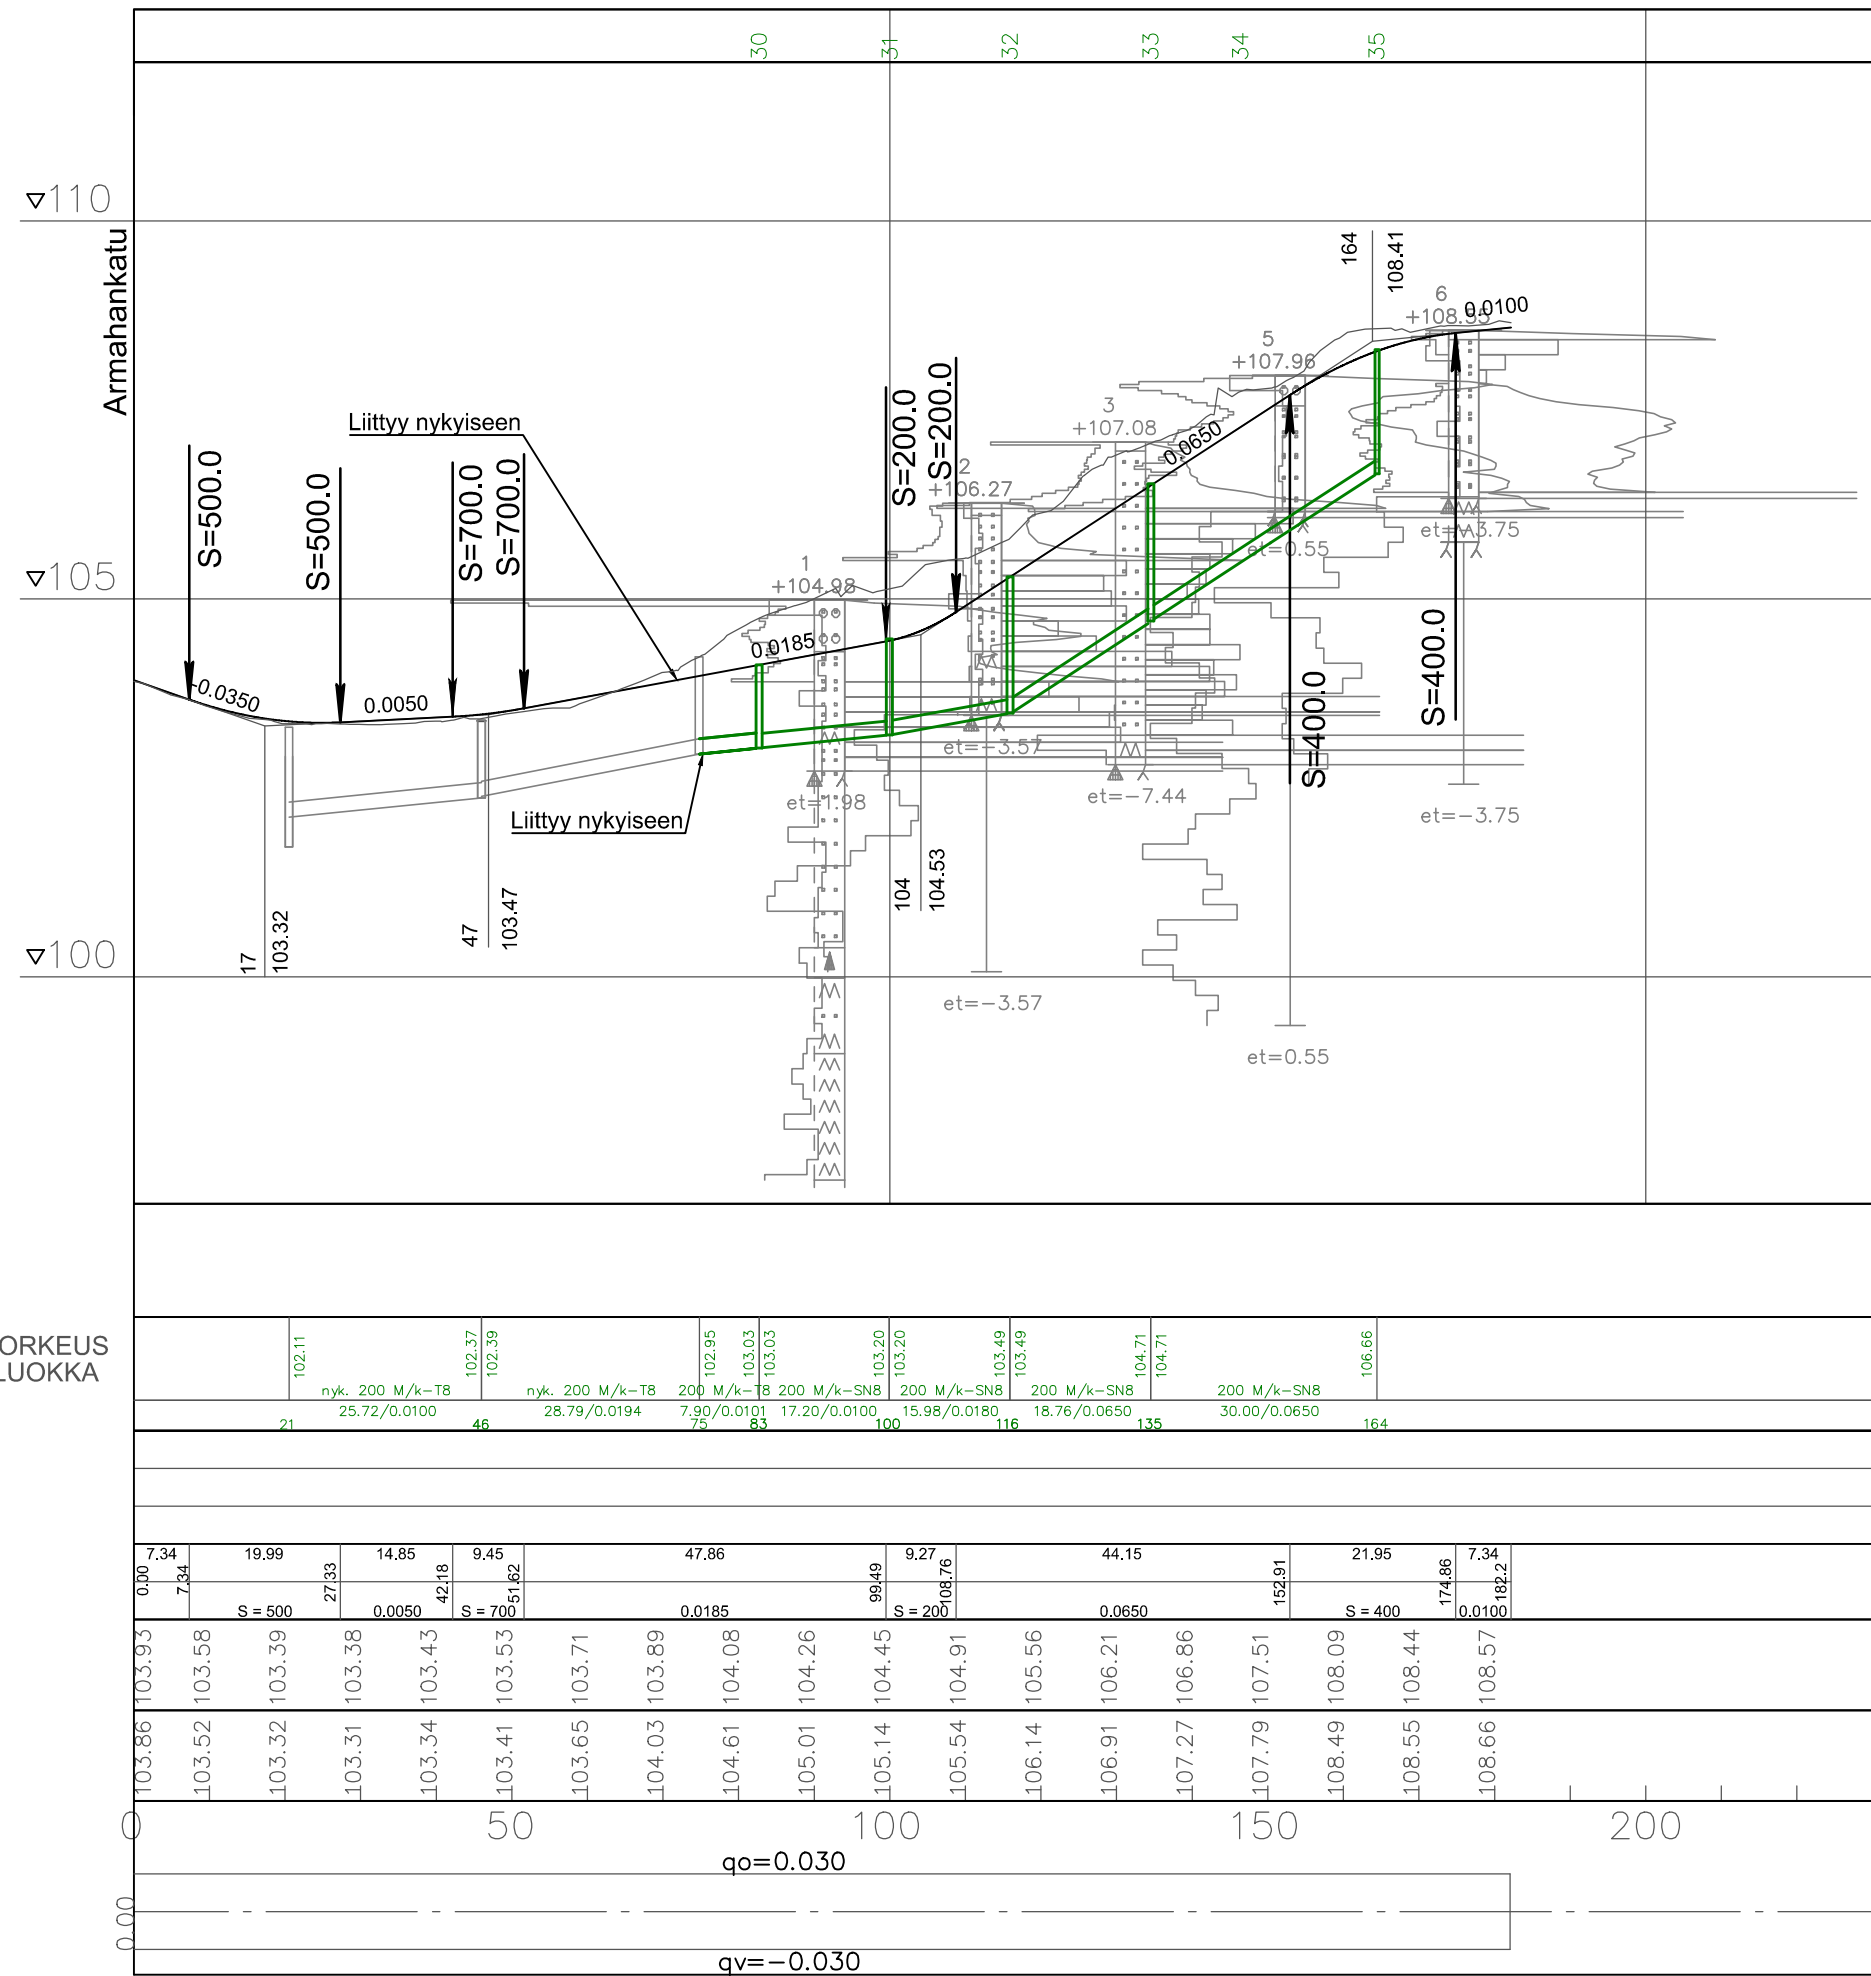 30 31 32 33 34 35
▽110
Armahankatu
164
108.41
6
+108.55
0.0100
5
+107.96
Liittyy nykyiseen
3
+107.08
0.0650
S=500.0
S=500.0
S=700.0
S=700.0
S=200.0
S=200.0
2
+106.27
et=-3.75
et=0.55
▽105
1
+104.98
0.0185
-0.0350
0.0050
S=400.0
S=400.0
et=-3.57
et=1.98
et=-7.44
et=-3.75
Liittyy nykyiseen
104
104.53
17
103.32
47
103.47
▽100
et=-3.57
et=0.55
ORKEUS
LUOKKA
102.11 102.37 102.39 102.95 103.03 103.03 103.20 103.20 103.49 103.49 104.71 104.71 106.66
nyk. 200 M/k-T8 nyk. 200 M/k-T8 200 M/k-T8 200 M/k-SN8 200 M/k-SN8 200 M/k-SN8 200 M/k-SN8
25.72/0.0100 28.79/0.0194 7.90/0.0101 17.20/0.0100 15.98/0.0180 18.76/0.0650 30.00/0.0650
21 46 75 83 100 116 135 164
7.34 19.99 14.85 9.45 47.86 9.27 44.15 21.95 7.34
0.00 7.34 27.33 42.18 51.62 99.49 108.76 152.91 174.86 182.2
S = 500 0.0050 S = 700 0.0185 S = 200 0.0650 S = 400 0.0100
103.93 103.58 103.39 103.38 103.43 103.53 103.71 103.89 104.08 104.26 104.45 104.91 105.56 106.21 106.86 107.51 108.09 108.44 108.57
103.86 103.52 103.32 103.31 103.34 103.41 103.65 104.03 104.61 105.01 105.14 105.54 106.14 106.91 107.27 107.79 108.49 108.55 108.66
0 50 100 150 200
qo=0.030
0.00
qv=-0.030